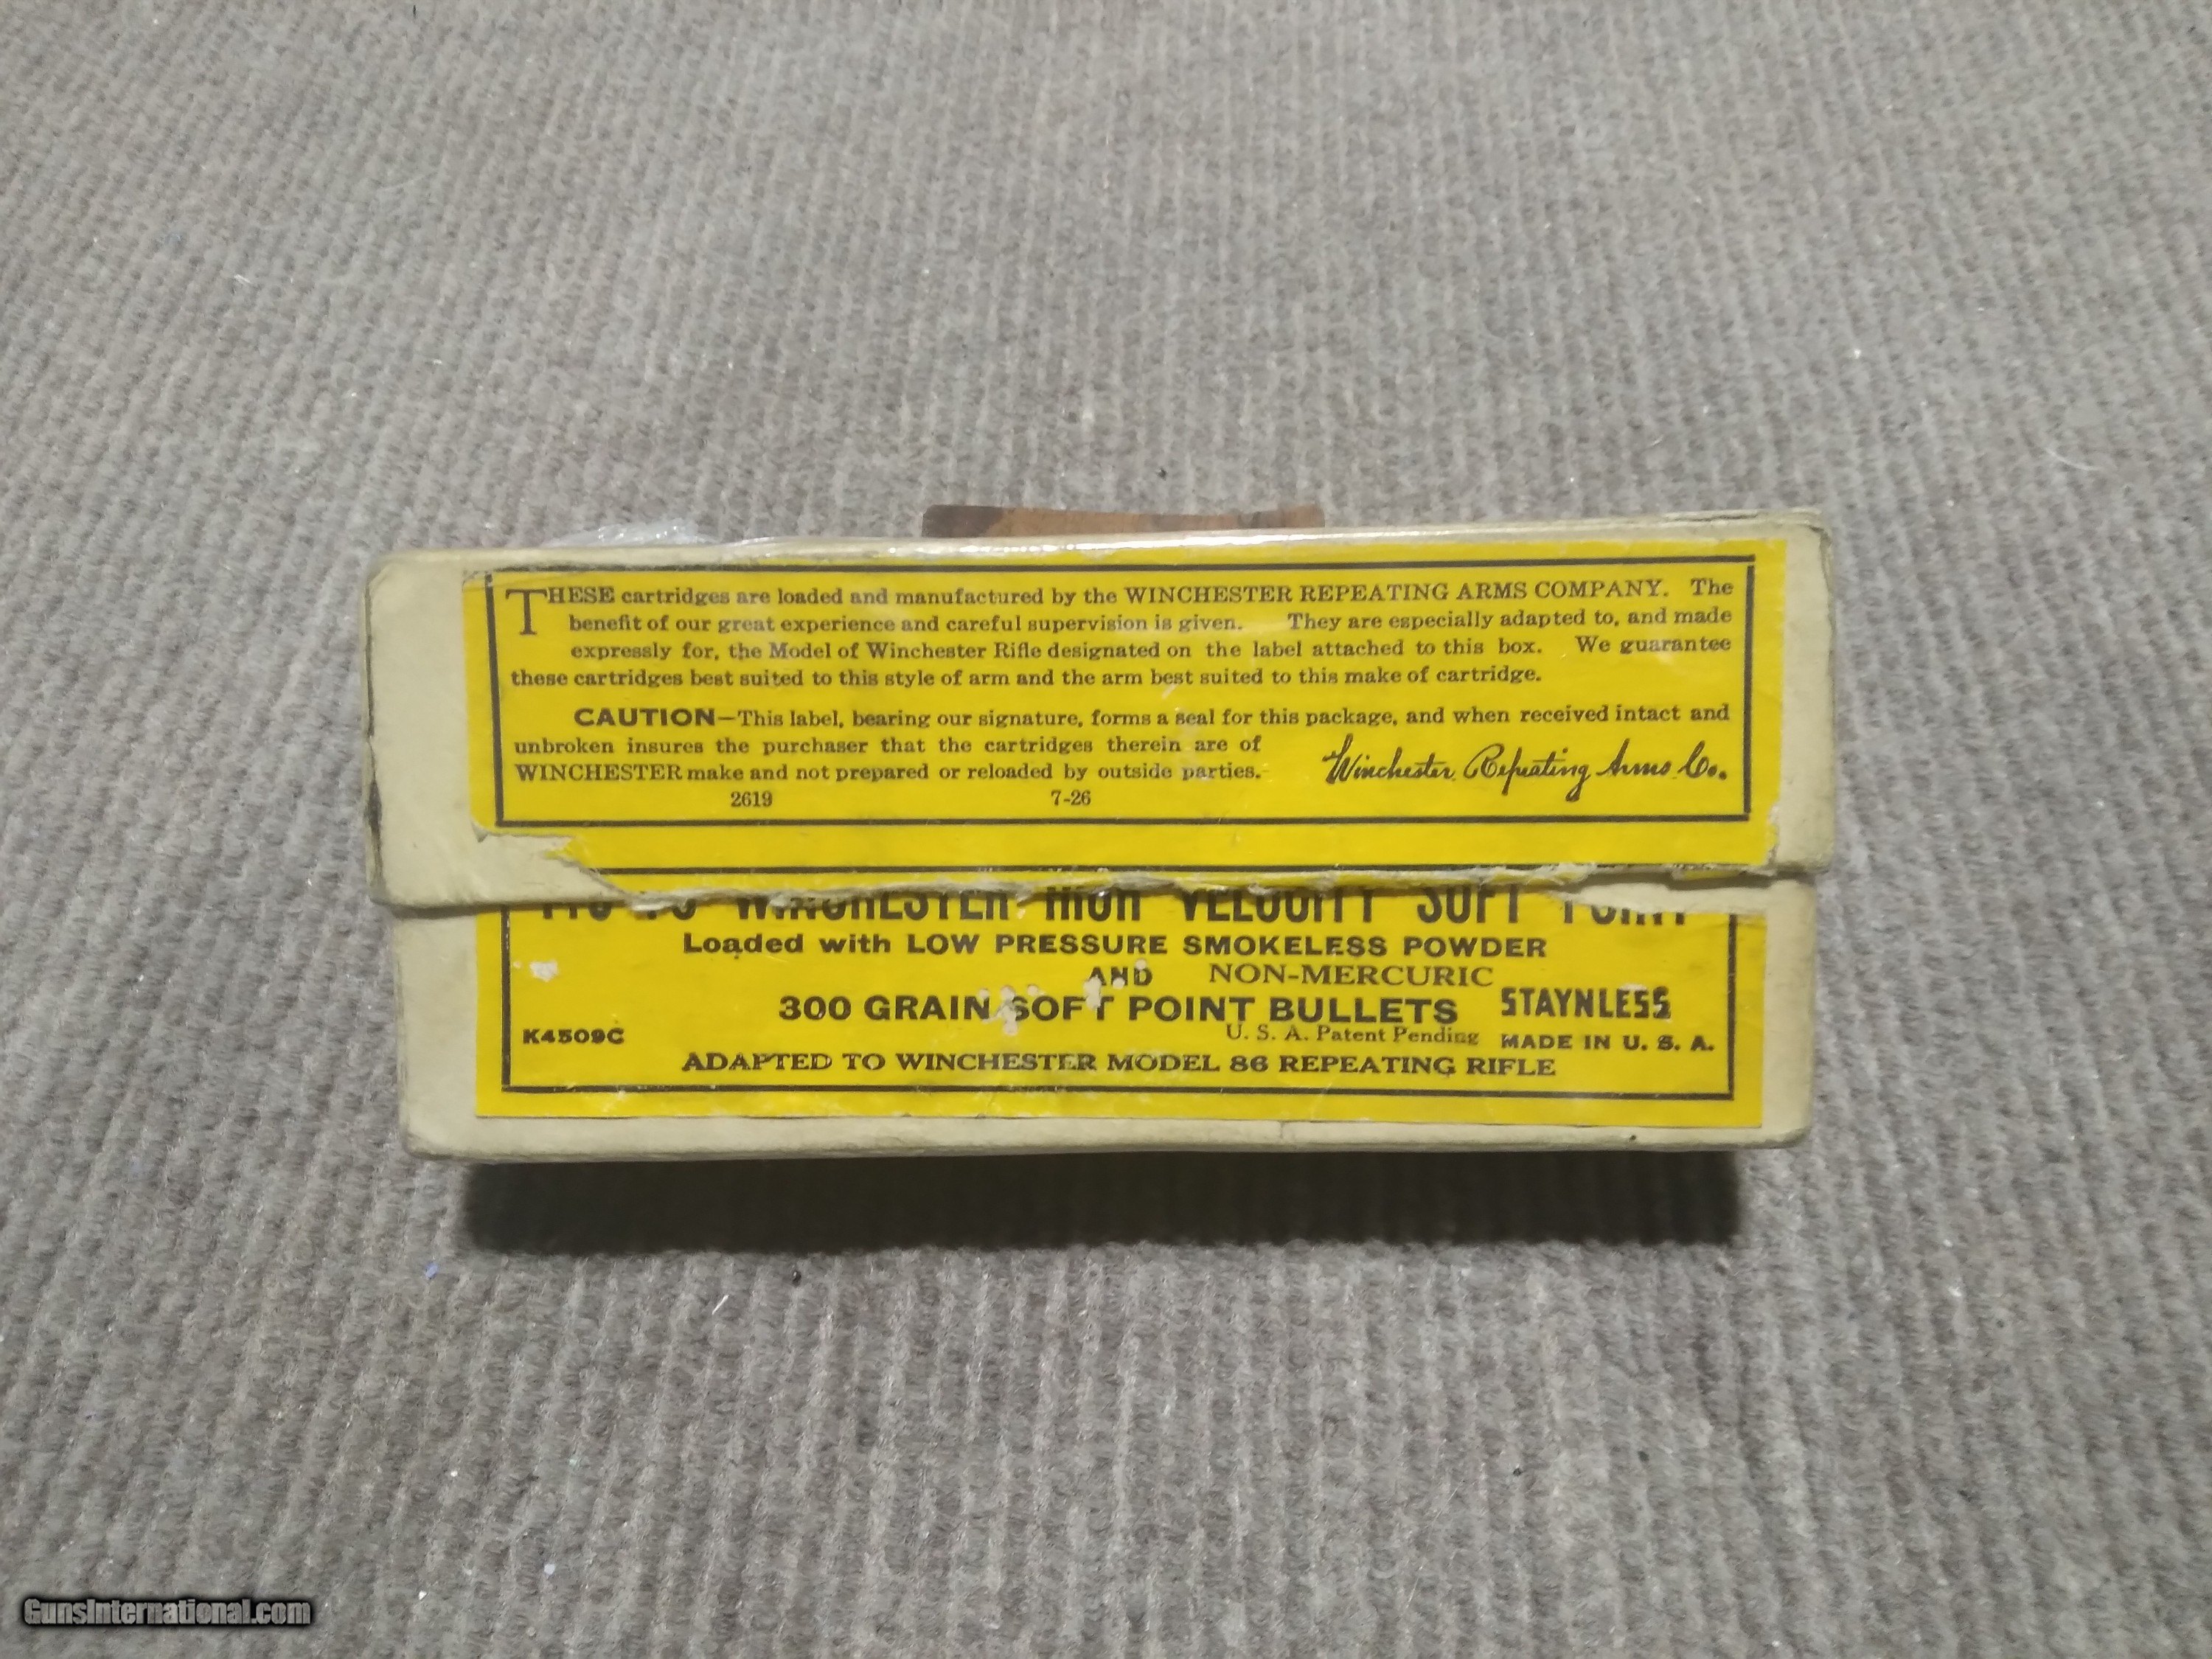 THESE cartridges are loaded and manufactured by the WINCHESTER REPEATING ARMS COMPANY. The
benefit of our great experience and careful supervision is given. They are especially adapted to, and made
expressly for, the Model of Winchester Rifle designated on the label attached to this box. We guarantee
these cartridges best suited to this style of arm and the arm best suited to this make of cartridge.
CAUTION—This label, bearing our signature, forms a seal for this package, and when received intact and
unbroken insures the purchaser that the cartridges therein are of
WINCHESTER make and not prepared or reloaded by outside parties.
Winchester Repeating Arms Co.
2619 7-26
WINCHESTER HIGH VELOCITY SOFT POINT
Loaded with LOW PRESSURE SMOKELESS POWDER
AND NON-MERCURIC
300 GRAIN SOFT POINT BULLETS STAYNLESS
U. S. A. Patent Pending
K4509C MADE IN U. S. A.
ADAPTED TO WINCHESTER MODEL 86 REPEATING RIFLE
GunsInternational.com